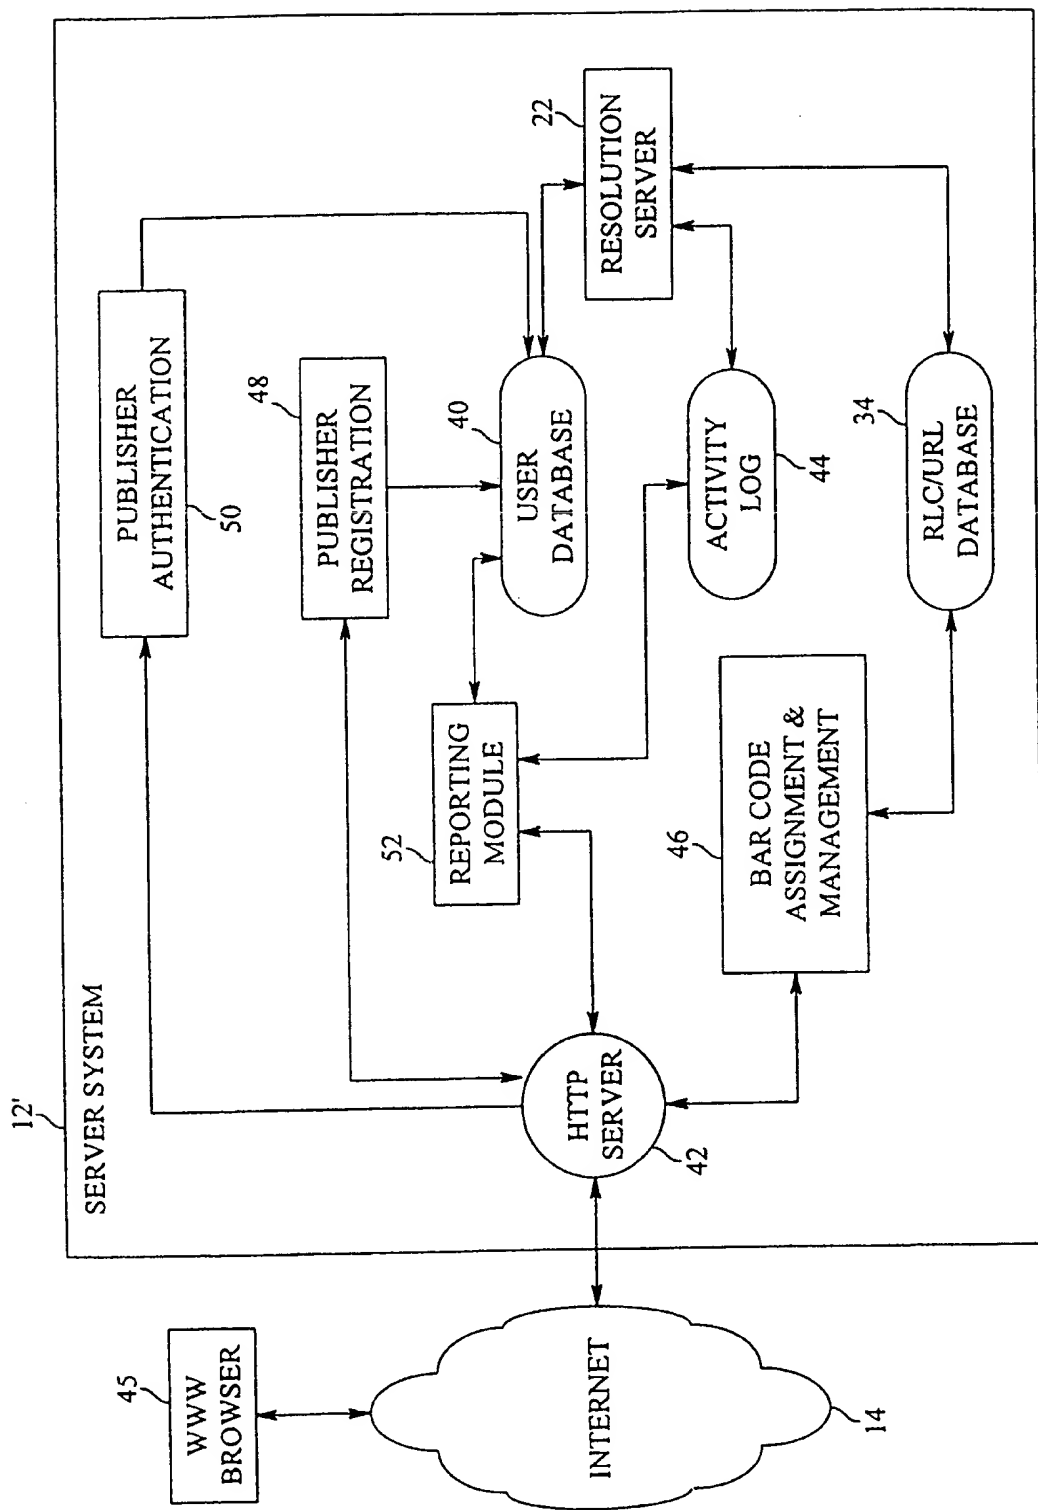 12'
SERVER SYSTEM
PUBLISHER
AUTHENTICATION
50
PUBLISHER
REGISTRATION
48
45
WWW
BROWSER
REPORTING
MODULE
52
USER
DATABASE
40
RESOLUTION
SERVER
22
INTERNET
14
HTTP
SERVER
42
ACTIVITY
LOG
44
BAR CODE
ASSIGNMENT &
MANAGEMENT
46
RLC/URL
DATABASE
34